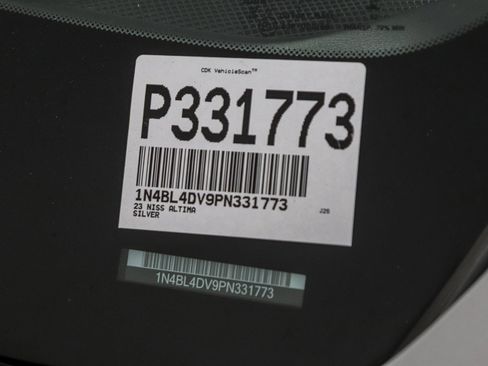 CDK VehicleScan™
P331773
1N4BL4DV9PN331773
23 NISS ALTIMA
SILVER
J25
1N4BL4DV9PN331773